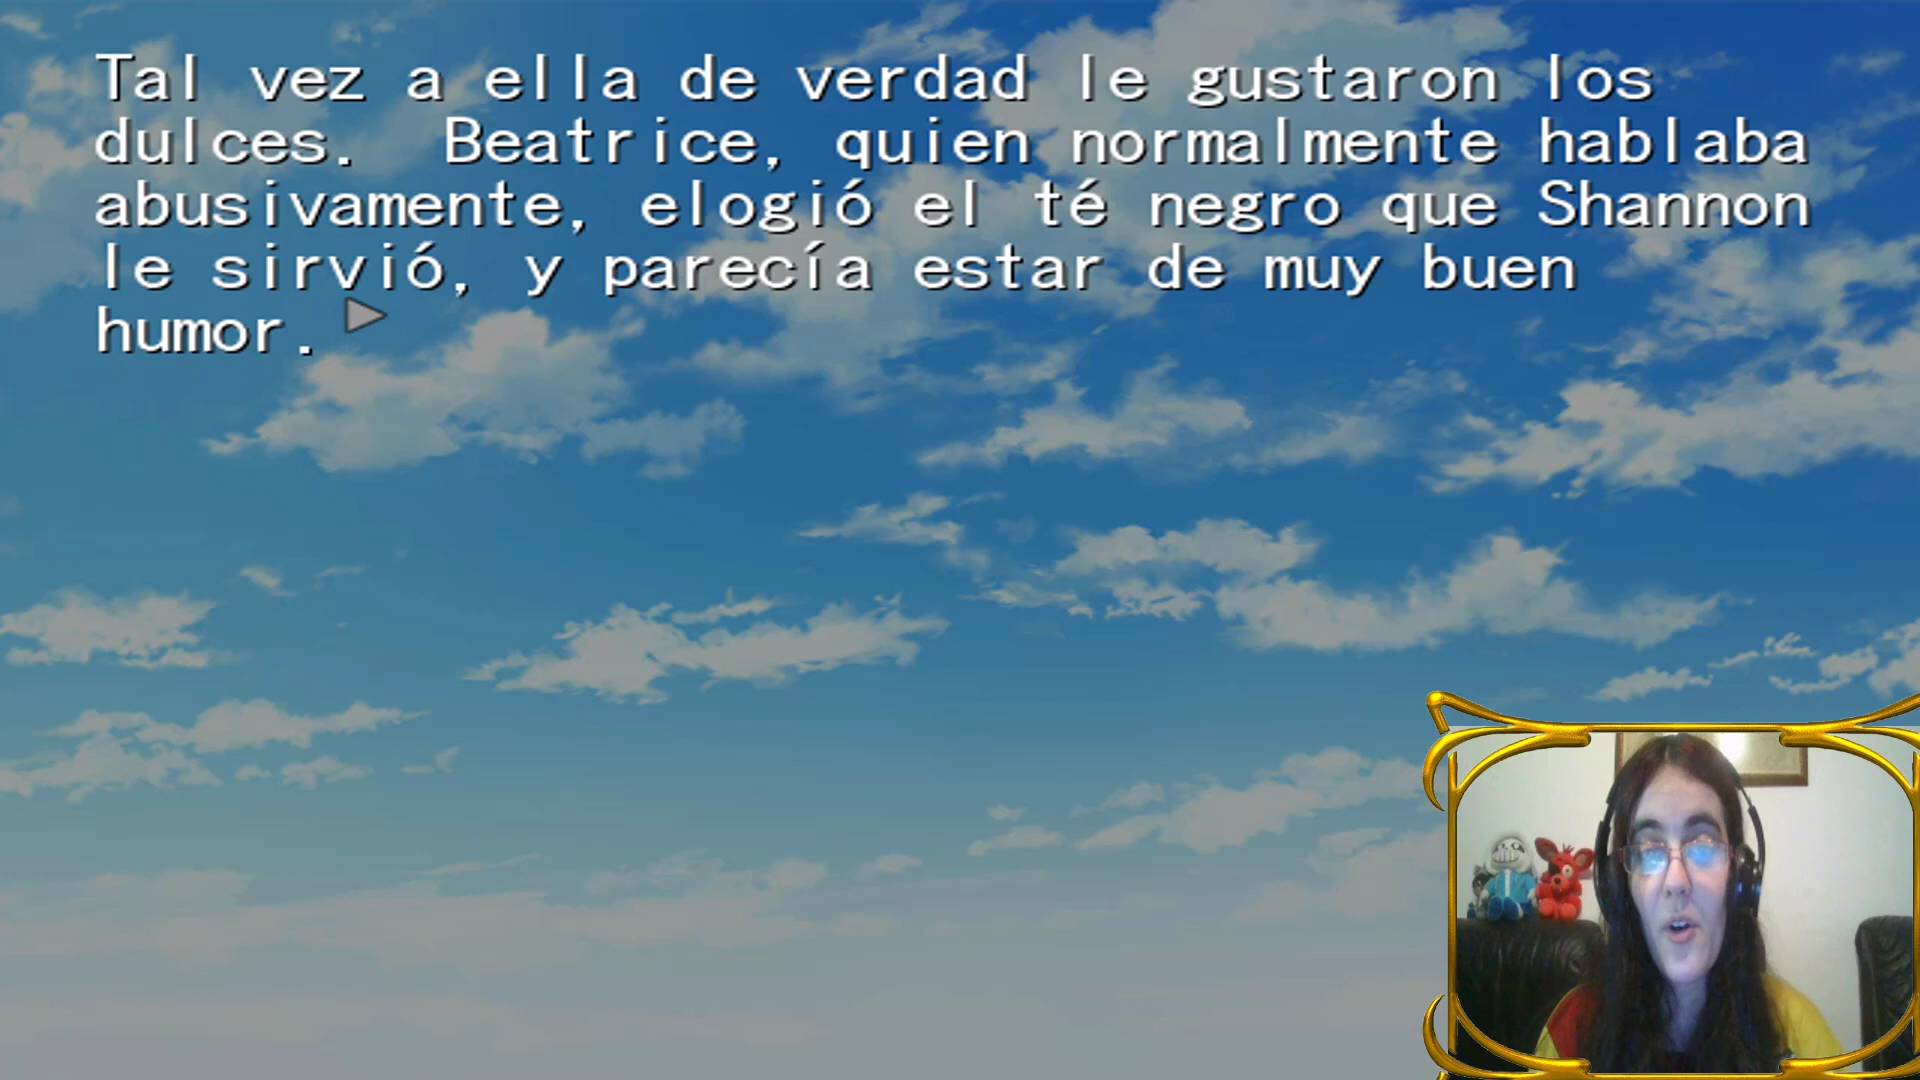 Tal vez a ella de verdad le gustaron los
dulces. Beatrice, quien normalmente hablaba
abusivamente, elogió el té negro que Shannon
le sirvió, y parecía estar de muy buen
humor.